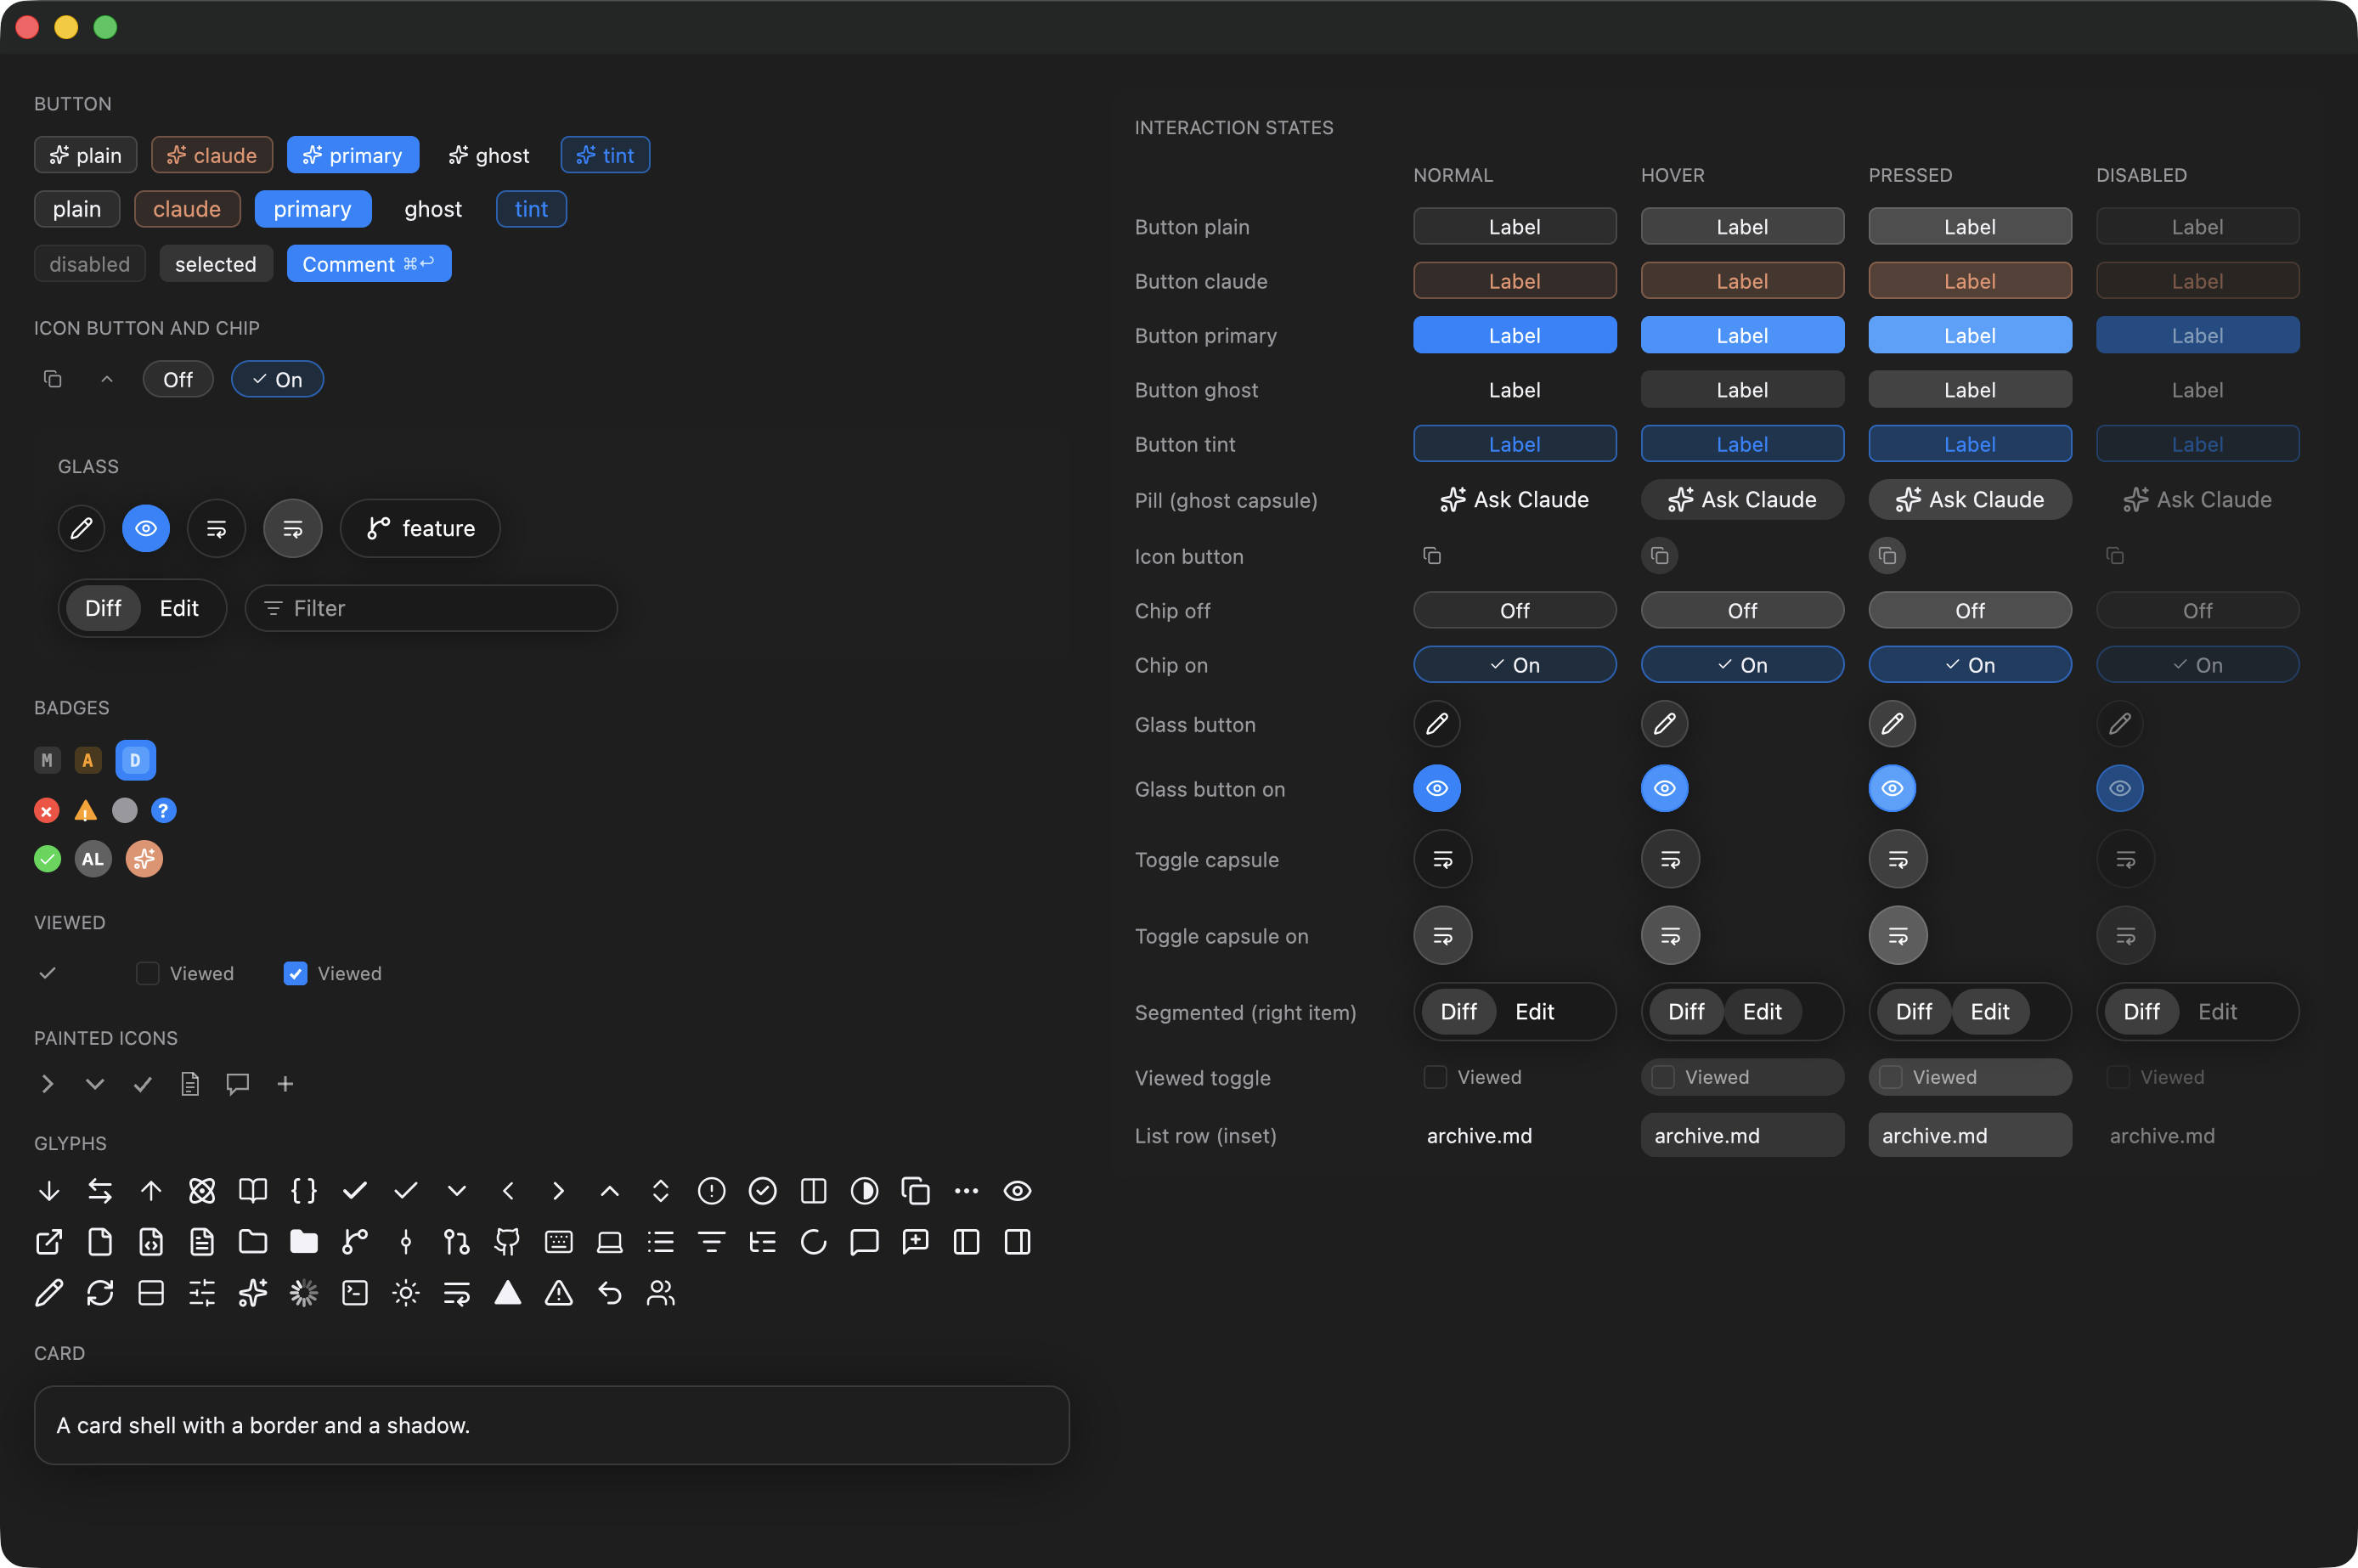 BUTTON
plain claude primary ghost tint
plain claude primary ghost tint
disabled selected Comment ⌘↩
ICON BUTTON AND CHIP
Off On
GLASS
feature
Diff Edit Filter
BADGES
M A D
?
AL
VIEWED
Viewed Viewed
PAINTED ICONS
GLYPHS
CARD
A card shell with a border and a shadow.
INTERACTION STATES
NORMAL HOVER PRESSED DISABLED
Button plain Label Label Label Label
Button claude Label Label Label Label
Button primary Label Label Label Label
Button ghost Label Label Label Label
Button tint Label Label Label Label
Pill (ghost capsule) Ask Claude Ask Claude Ask Claude Ask Claude
Icon button
Chip off Off Off Off Off
Chip on On On On On
Glass button
Glass button on
Toggle capsule
Toggle capsule on
Segmented (right item) Diff Edit Diff Edit Diff Edit Diff Edit
Viewed toggle Viewed Viewed Viewed Viewed
List row (inset) archive.md archive.md archive.md archive.md